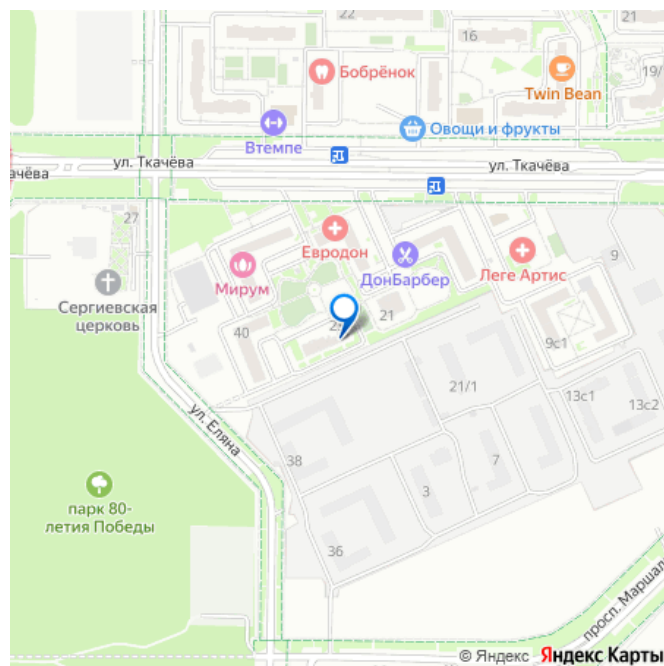 22
21
16
19/
Бобрёнок
Twin Bean
Овощи и фрукты
Втемпе
ул. Ткачёва
ул. Ткачёва
ачёва
27
9
Евродон
ДонБарбер
Леге Артис
Мирум
Сергиевская
церковь
21
40
9с1
21/1
13с1
13с2
ул. Еляна
38
7
3
парк 80-
летия Победы
36
просп. Маршал
© Яндекс Яндекс Карты